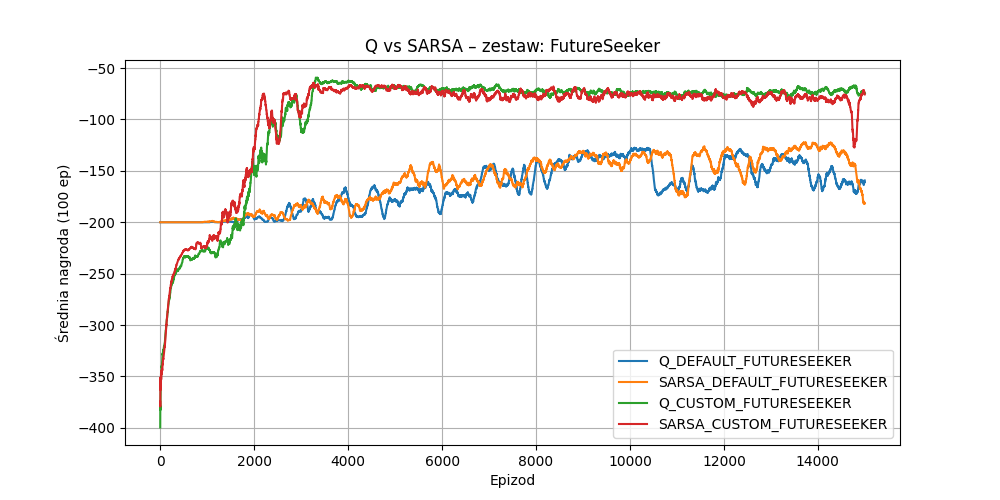 Q vs SARSA – zestaw: FutureSeeker
Średnia nagroda (100 ep)
−50
−100
−150
−200
−250
−300
−350
−400
0
2000
4000
6000
8000
10000
12000
14000
Epizod
Q_DEFAULT_FUTURESEEKER
SARSA_DEFAULT_FUTURESEEKER
Q_CUSTOM_FUTURESEEKER
SARSA_CUSTOM_FUTURESEEKER